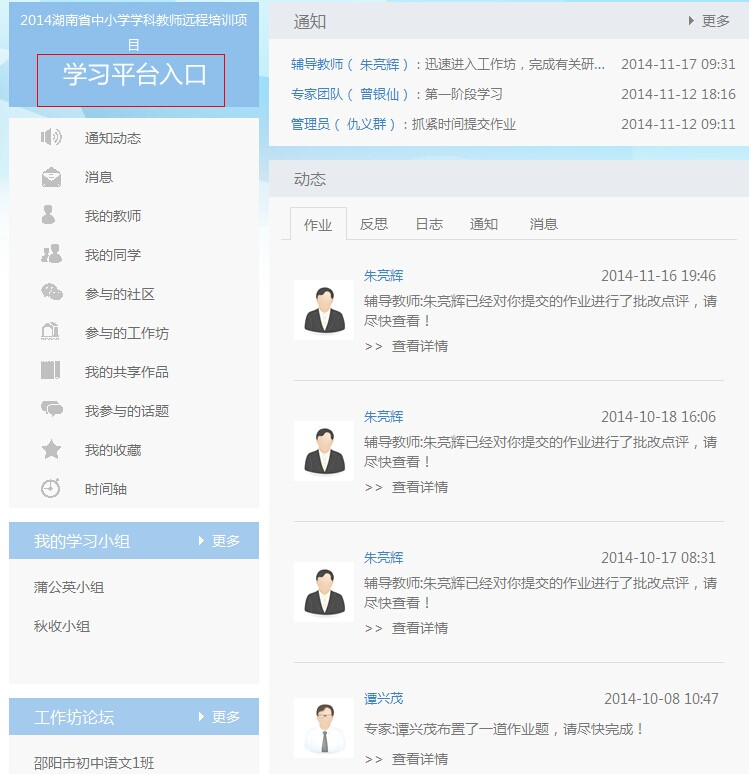 2014湖南省中小学学科教师远程培训项
目
学习平台入口
通知动态
消息
我的教师
我的同学
参与的社区
参与的工作坊
我的共享作品
我参与的话题
我的收藏
时间轴
我的学习小组 更多
蒲公英小组
秋收小组
工作坊论坛 更多
邵阳市初中语文1班
通知 更多
辅导教师（ 朱亮辉）：迅速进入工作坊，完成有关研... 2014-11-17 09:31
专家团队（ 曾银仙）：第一阶段学习 2014-11-12 18:16
管理员（ 仇义群）：抓紧时间提交作业 2014-11-12 09:11
动态
作业 反思 日志 通知 消息
朱亮辉 2014-11-16 19:46
辅导教师:朱亮辉已经对你提交的作业进行了批改点评，请
尽快查看！
>> 查看详情
朱亮辉 2014-10-18 16:06
辅导教师:朱亮辉已经对你提交的作业进行了批改点评，请
尽快查看！
>> 查看详情
朱亮辉 2014-10-17 08:31
辅导教师:朱亮辉已经对你提交的作业进行了批改点评，请
尽快查看！
>> 查看详情
谭兴茂 2014-10-08 10:47
专家:谭兴茂布置了一道作业题，请尽快完成！
>> 查看详情